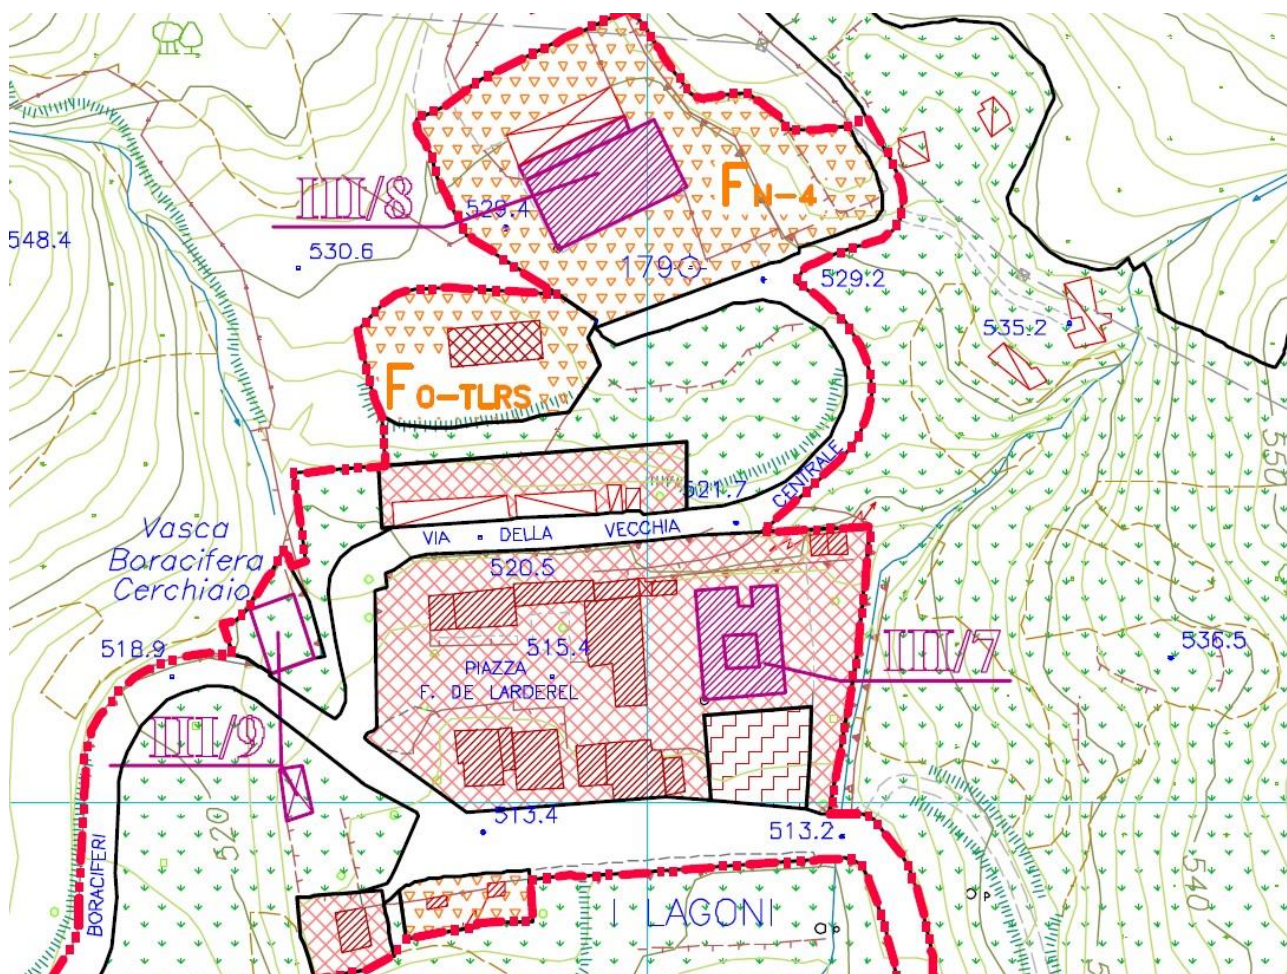 III/8
529.4
F N-4
548.4
530.6
179
529.2
535.2
F O-TLRS
550
521.7
CENTRALE
VIA DELLA VECCHIA
Vasca
Boracifera
Cerchiaio
520.5
518.9
515.4
PIAZZA
F. DE LARDEREL
III/7
536.5
III/9
513.4
513.2
520
BORACIFERI
540
I LAGONI